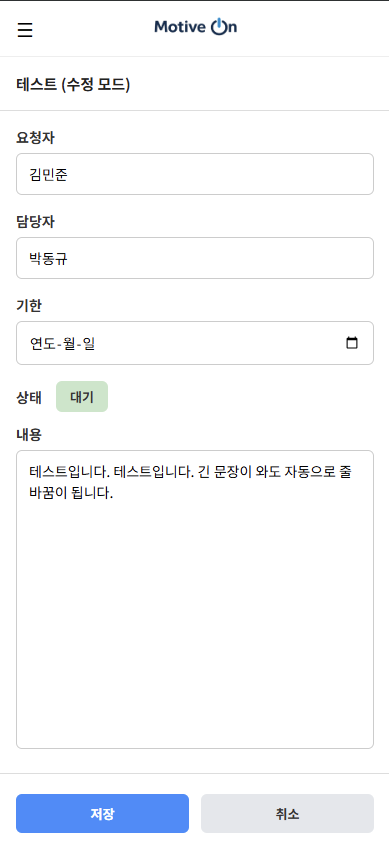 Motive On
테스트 (수정 모드)
요청자
김민준
담당자
박동규
기한
연도-월-일
상태 대기
내용
테스트입니다. 테스트입니다. 긴 문장이 와도 자동으로 줄
바꿈이 됩니다.
저장 취소